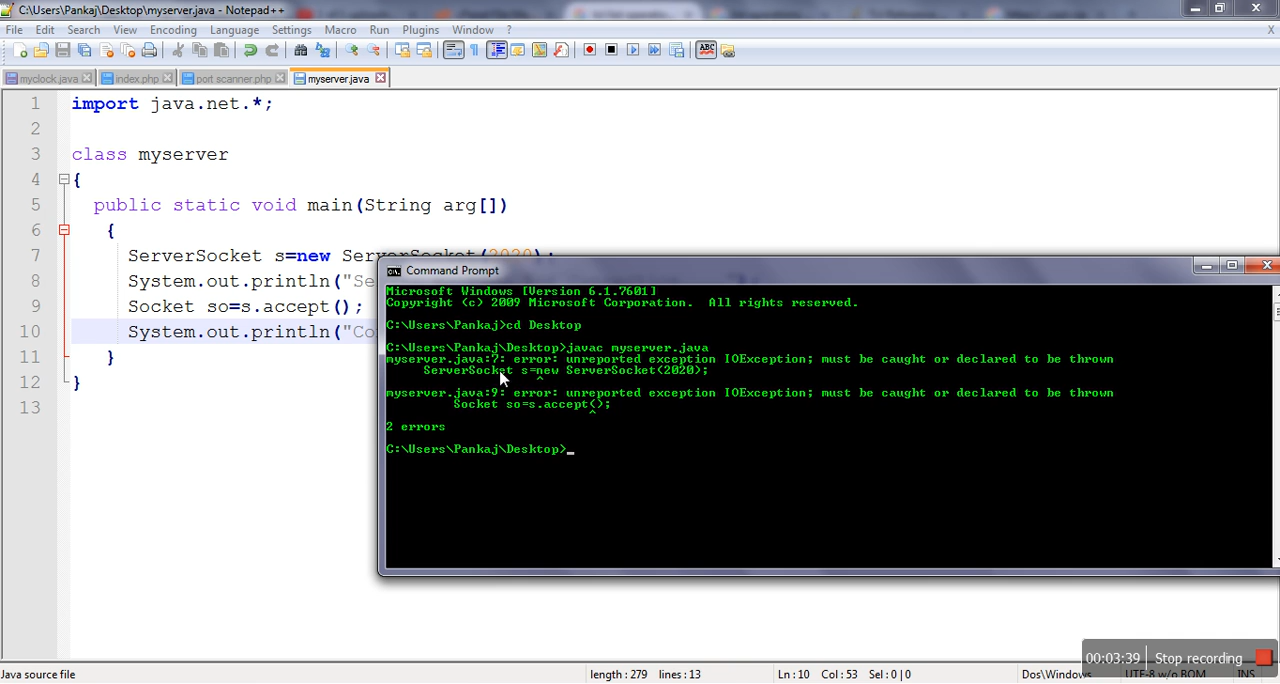 C:\Users\Pankaj\Desktop\myserver.java - Notepad++
File Edit Search View Encoding Language Settings Macro Run Plugins Window ? X
myclock.java index.php port scanner.php myserver.java
1 import java.net.*;
2
3 class myserver
4 {
5 public static void main(String arg[])
6 {
7 ServerSocket s=new ServerSocket(2020);
8 System.out.println("Se
9 Socket so=s.accept();
10 System.out.println("Co
11 }
12 }
13
Command Prompt
Microsoft Windows [Version 6.1.7601]
Copyright (c) 2009 Microsoft Corporation. All rights reserved.
C:\Users\Pankaj>cd Desktop
C:\Users\Pankaj\Desktop>javac myserver.java
myserver.java:7: error: unreported exception IOException; must be caught or declared to be thrown
ServerSocket s=new ServerSocket(2020);
^
myserver.java:9: error: unreported exception IOException; must be caught or declared to be thrown
Socket so=s.accept();
^
2 errors
C:\Users\Pankaj\Desktop>_
00:03:39 Stop recording
Java source file length : 279 lines : 13 Ln : 10 Col : 53 Sel : 0 | 0 Dos\Windows UTF-8 w/o BOM INS